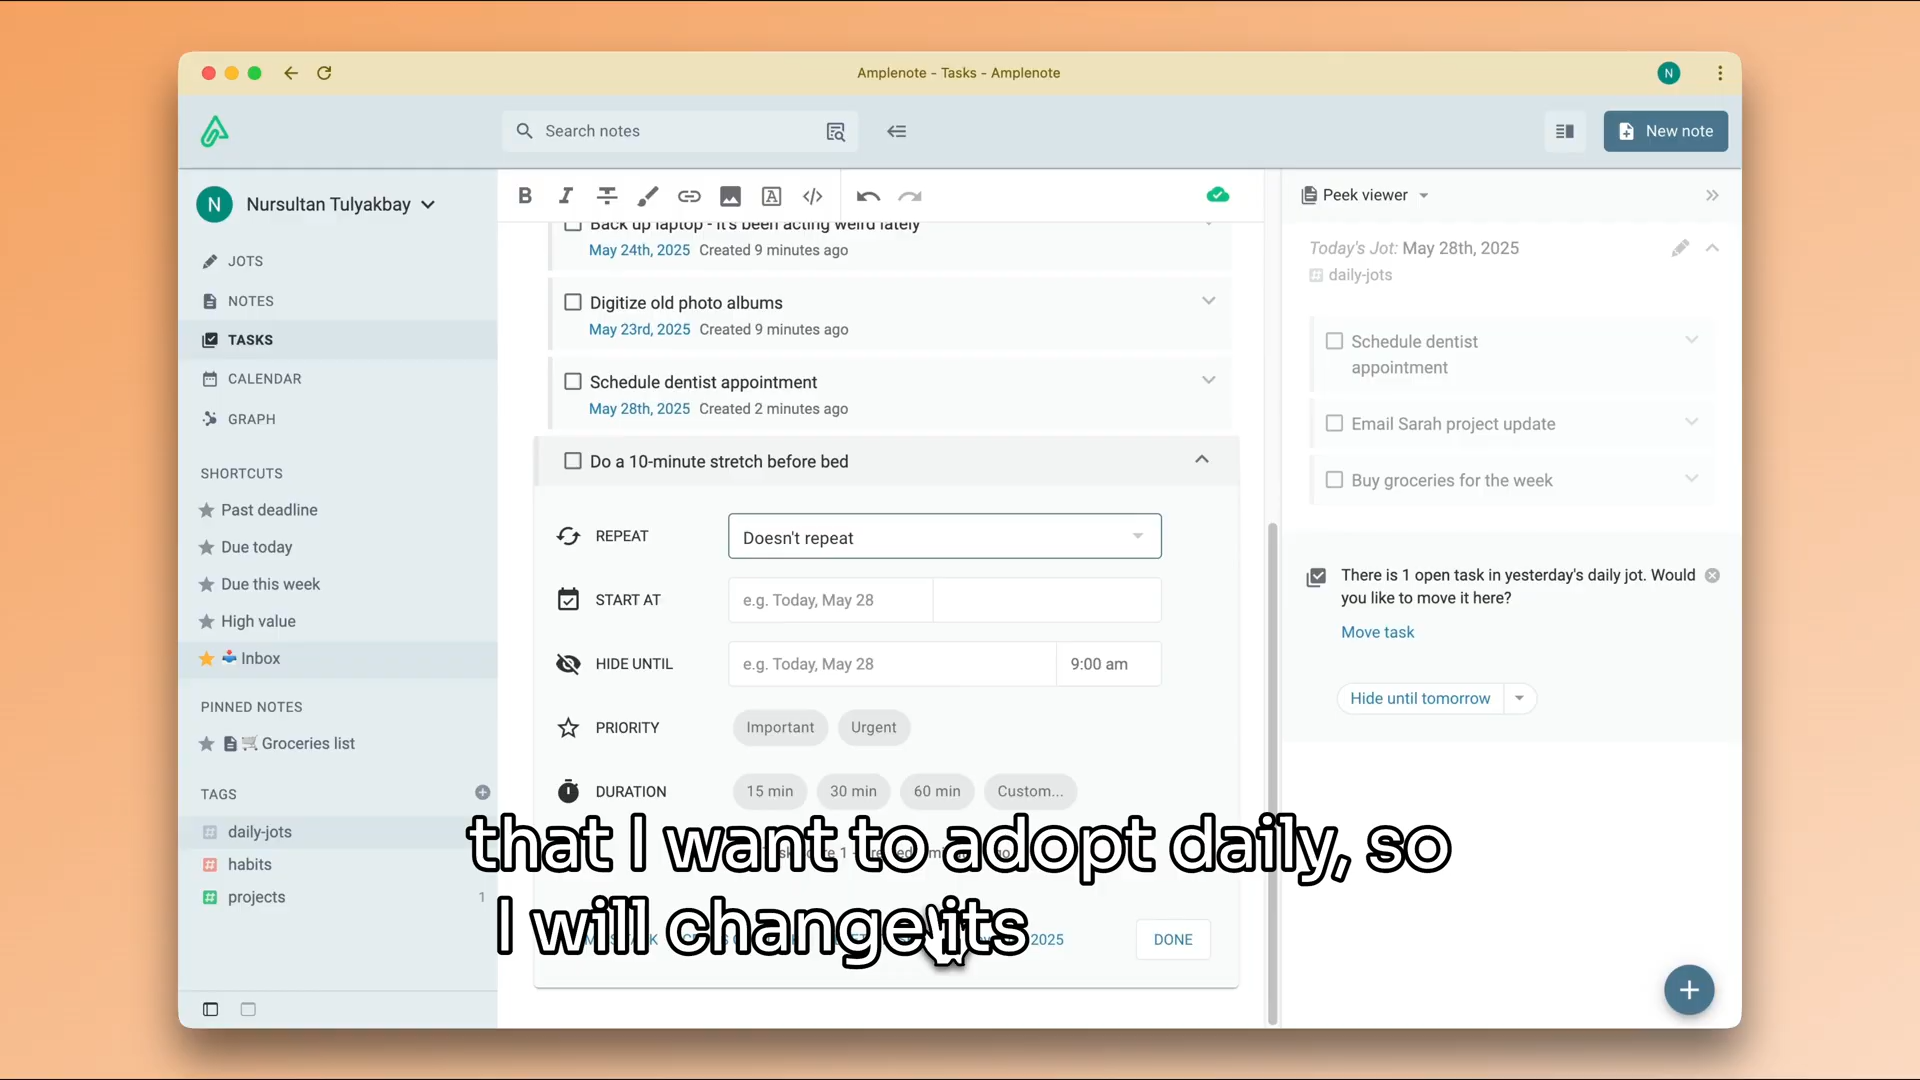 Amplenote - Tasks - Amplenote
N
Search notes
New note
N
Nursultan Tulyakbay
JOTS
NOTES
TASKS
CALENDAR
GRAPH
SHORTCUTS
Past deadline
Due today
Due this week
High value
Inbox
PINNED NOTES
Groceries list
TAGS
daily-jots
habits
projects 1
Back up laptop - it's been acting weird lately
May 24th, 2025 Created 9 minutes ago
Digitize old photo albums
May 23rd, 2025 Created 9 minutes ago
Schedule dentist appointment
May 28th, 2025 Created 2 minutes ago
Do a 10-minute stretch before bed
REPEAT Doesn't repeat
START AT e.g. Today, May 28
HIDE UNTIL e.g. Today, May 28 9:00 am
PRIORITY Important Urgent
DURATION 15 min 30 min 60 min Custom...
that I want to adopt daily, so
I will change its
2025
DONE
Peek viewer
Today's Jot: May 28th, 2025
daily-jots
Schedule dentist
appointment
Email Sarah project update
Buy groceries for the week
There is 1 open task in yesterday's daily jot. Would
you like to move it here?
Move task
Hide until tomorrow